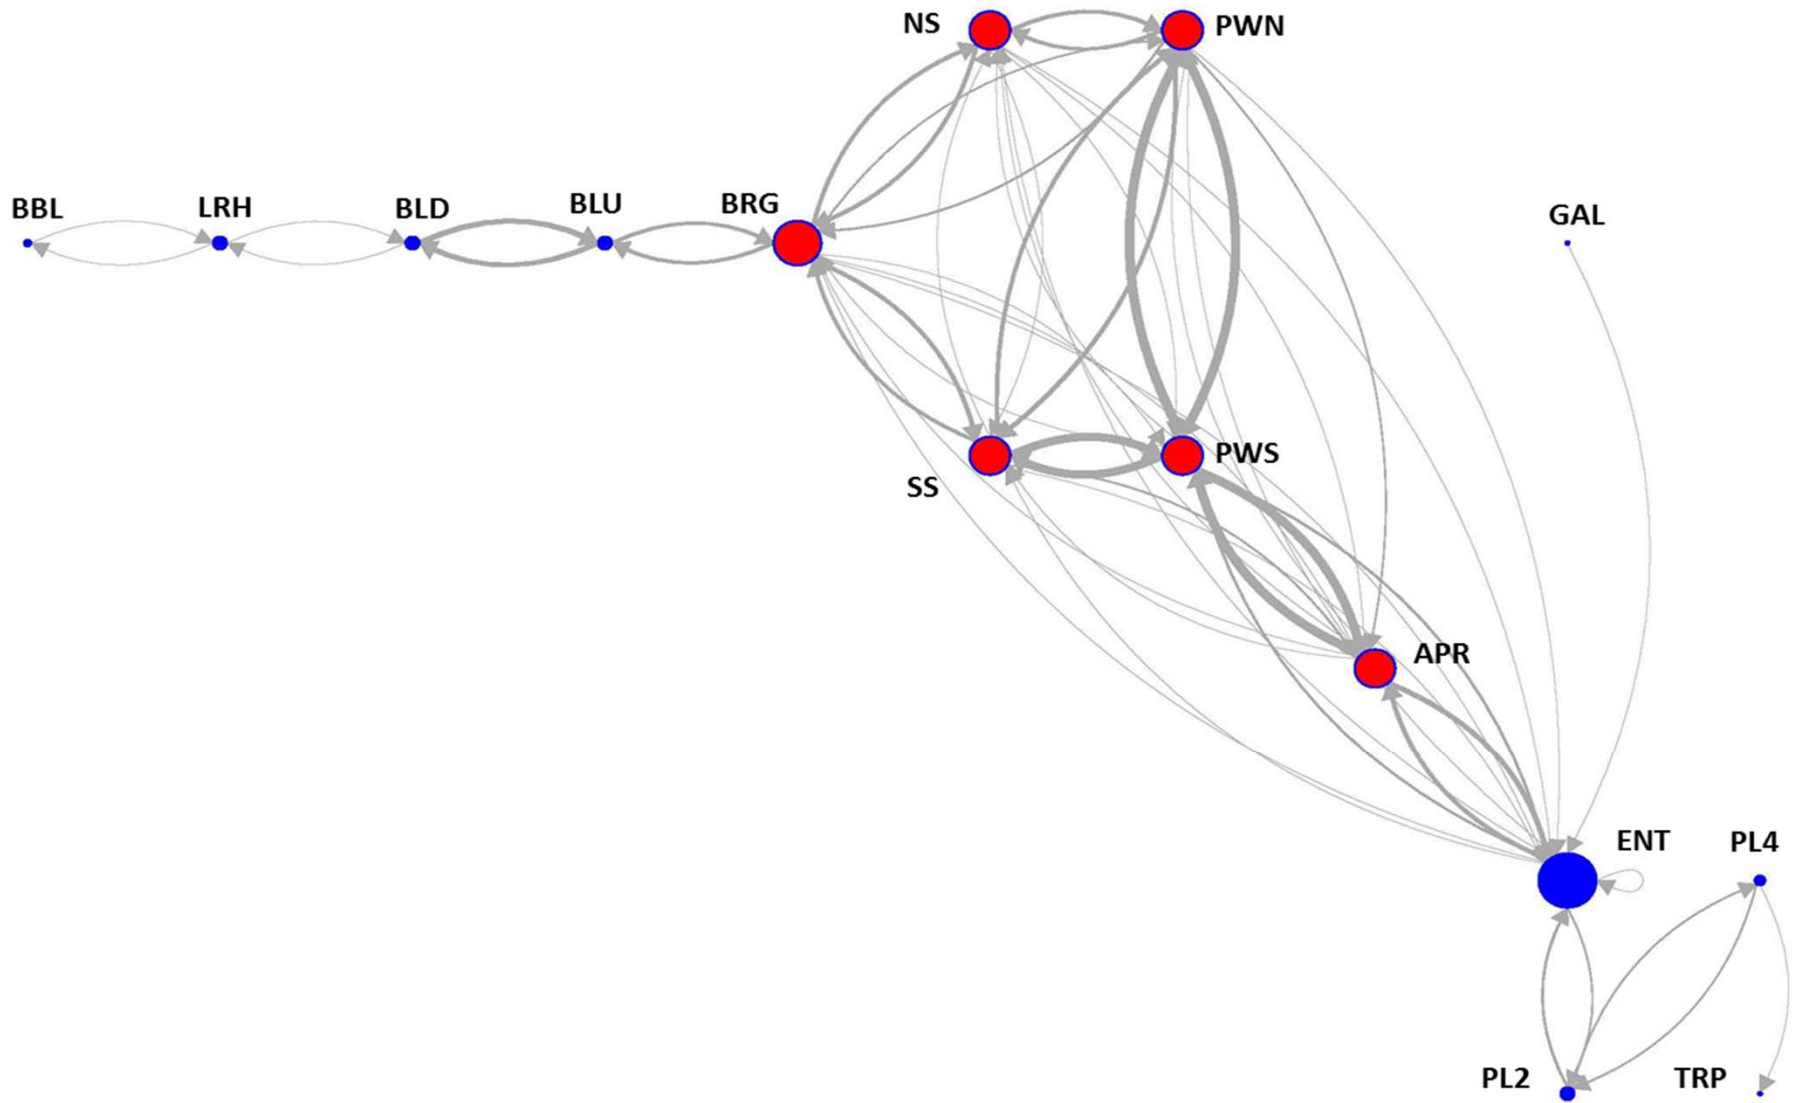 NS
PWN
BBL
LRH
BLD
BLU
BRG
GAL
SS
PWS
APR
ENT
PL4
PL2
TRP